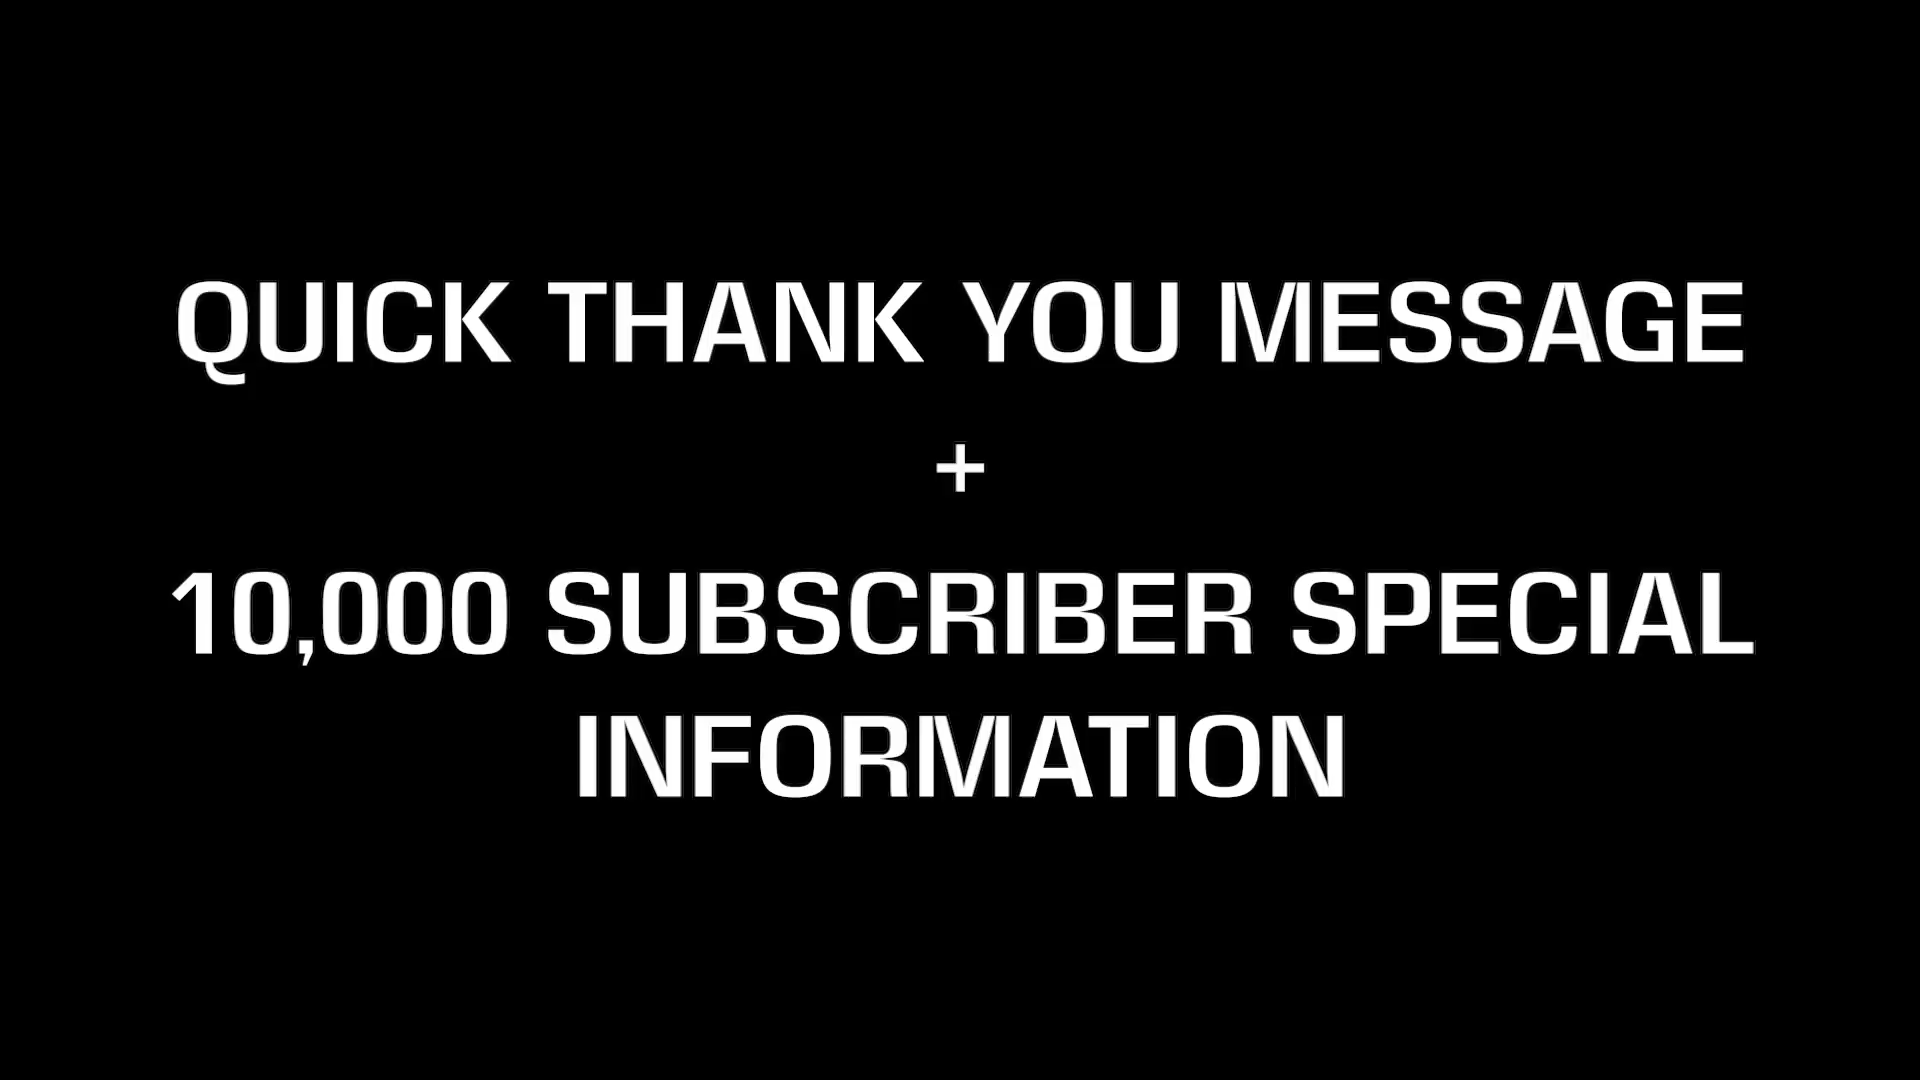 QUICK THANK YOU MESSAGE
+
10,000 SUBSCRIBER SPECIAL
INFORMATION